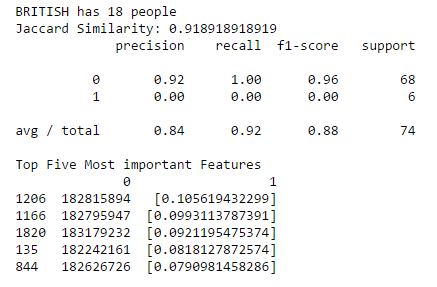 BRITISH has 18 people
Jaccard Similarity: 0.918918918919
precision recall f1-score support
0 0.92 1.00 0.96 68
1 0.00 0.00 0.00 6
avg / total 0.84 0.92 0.88 74
Top Five Most important Features
0 1
1206 182815894 [0.105619432299]
1166 182795947 [0.0993113787391]
1820 183179232 [0.0921195475374]
135 182242161 [0.0818127872574]
844 182626726 [0.0790981458286]